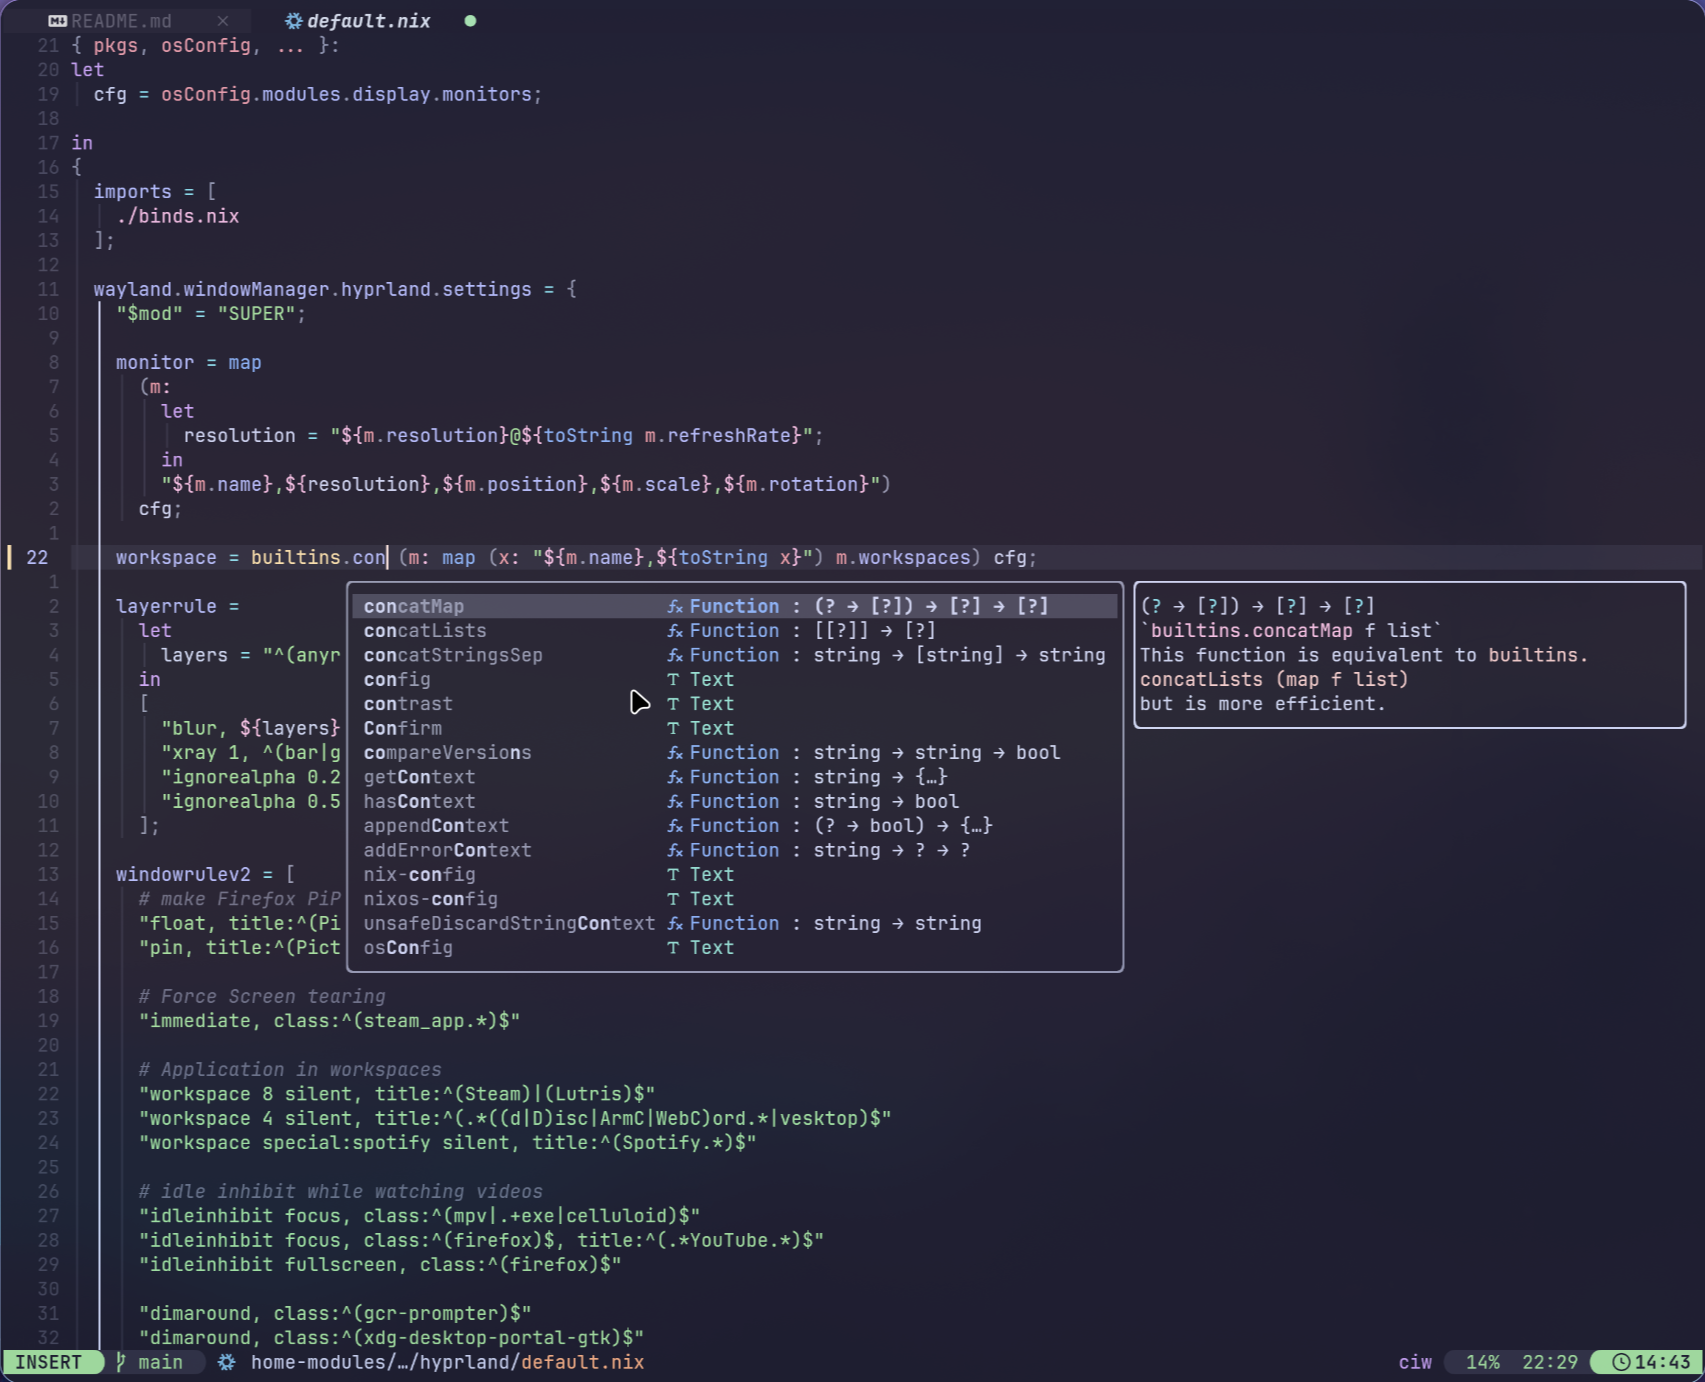 README.md × default.nix ●
21 { pkgs, osConfig, ... }:
20 let
19 cfg = osConfig.modules.display.monitors;
18
17 in
16 {
15 imports = [
14 ./binds.nix
13 ];
12
11 wayland.windowManager.hyprland.settings = {
10 "$mod" = "SUPER";
9
8 monitor = map
7 (m:
6 let
5 resolution = "${m.resolution}@${toString m.refreshRate}";
4 in
3 "${m.name},${resolution},${m.position},${m.scale},${m.rotation}")
2 cfg;
1
22 workspace = builtins.con (m: map (x: "${m.name},${toString x}") m.workspaces) cfg;
1
2 layerrule =
3 let
4 layers = "^(anyr
5 in
6 [
7 "blur, ${layers}
8 "xray 1, ^(bar|g
9 "ignorealpha 0.2
10 "ignorealpha 0.5
11 ];
12
13 windowrulev2 = [
14 # make Firefox PiP
15 "float, title:^(Pi
16 "pin, title:^(Pict
17
concatMap Function : (? → [?]) → [?] → [?]
concatLists Function : [[?]] → [?]
concatStringsSep Function : string → [string] → string
config T Text
contrast T Text
Confirm T Text
compareVersions Function : string → string → bool
getContext Function : string → {…}
hasContext Function : string → bool
appendContext Function : (? → bool) → {…}
addErrorContext Function : string → ? → ?
nix-config T Text
nixos-config T Text
unsafeDiscardStringContext Function : string → string
osConfig T Text
(? → [?]) → [?] → [?]
`builtins.concatMap f list`
This function is equivalent to builtins.
concatLists (map f list)
but is more efficient.
18 # Force Screen tearing
19 "immediate, class:^(steam_app.*)$"
20
21 # Application in workspaces
22 "workspace 8 silent, title:^(Steam)|(Lutris)$"
23 "workspace 4 silent, title:^(.*((d|D)isc|ArmC|WebC)ord.*|vesktop)$"
24 "workspace special:spotify silent, title:^(Spotify.*)$"
25
26 # idle inhibit while watching videos
27 "idleinhibit focus, class:^(mpv|.+exe|celluloid)$"
28 "idleinhibit focus, class:^(firefox)$, title:^(.*YouTube.*)$"
29 "idleinhibit fullscreen, class:^(firefox)$"
30
31 "dimaround, class:^(gcr-prompter)$"
32 "dimaround, class:^(xdg-desktop-portal-gtk)$"
INSERT main home-modules/…/hyprland/default.nix ciw 14% 22:29 14:43